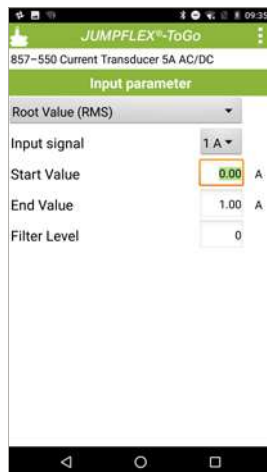 09:35
JUMPFLEX®-ToGo
857-550 Current Transducer 5A AC/DC
Input parameter
Root Value (RMS)
Input signal 1 A
Start Value 0.00 A
End Value 1.00 A
Filter Level 0